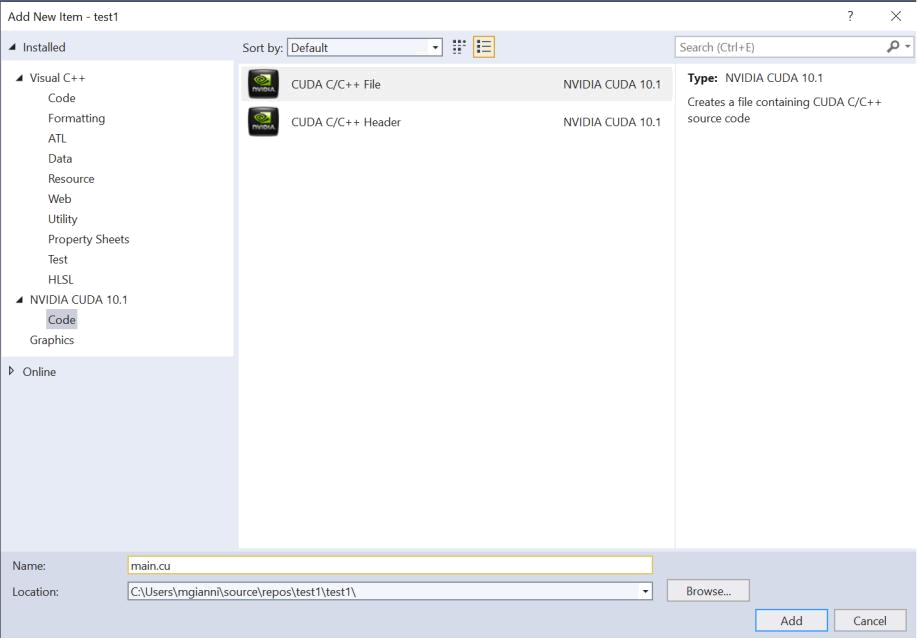 Add New Item - test1 ?
Installed
Sort by: Default
Search (Ctrl+E)
Visual C++
Code
Formatting
ATL
Data
Resource
Web
Utility
Property Sheets
Test
HLSL
NVIDIA CUDA 10.1
Code
Graphics
Online
NVIDIA CUDA C/C++ File NVIDIA CUDA 10.1
NVIDIA CUDA C/C++ Header NVIDIA CUDA 10.1
Type: NVIDIA CUDA 10.1
Creates a file containing CUDA C/C++
source code
Name: main.cu
Location: C:\Users\mgianni\source\repos\test1\test1\ Browse...
Add Cancel